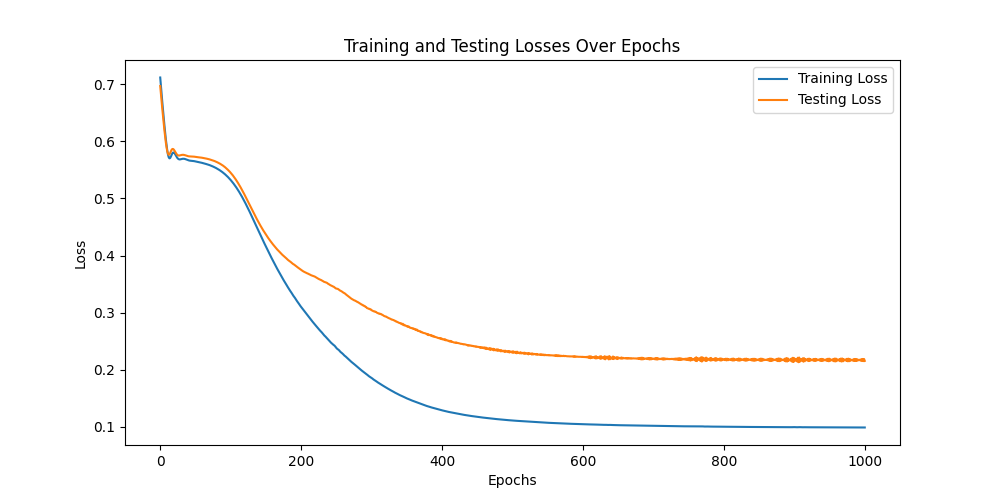 Training and Testing Losses Over Epochs
Training Loss
Testing Loss
Loss
0.7
0.6
0.5
0.4
0.3
0.2
0.1
0 200 400 600 800 1000
Epochs